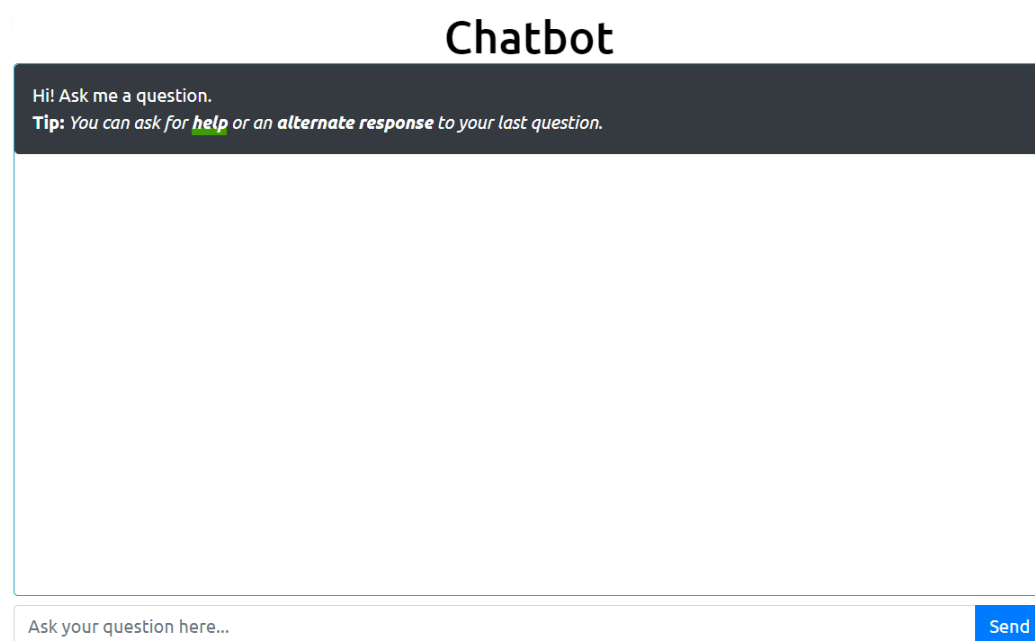 Chatbot
Hi! Ask me a question.
Tip: You can ask for help or an alternate response to your last question.
Ask your question here...
Send